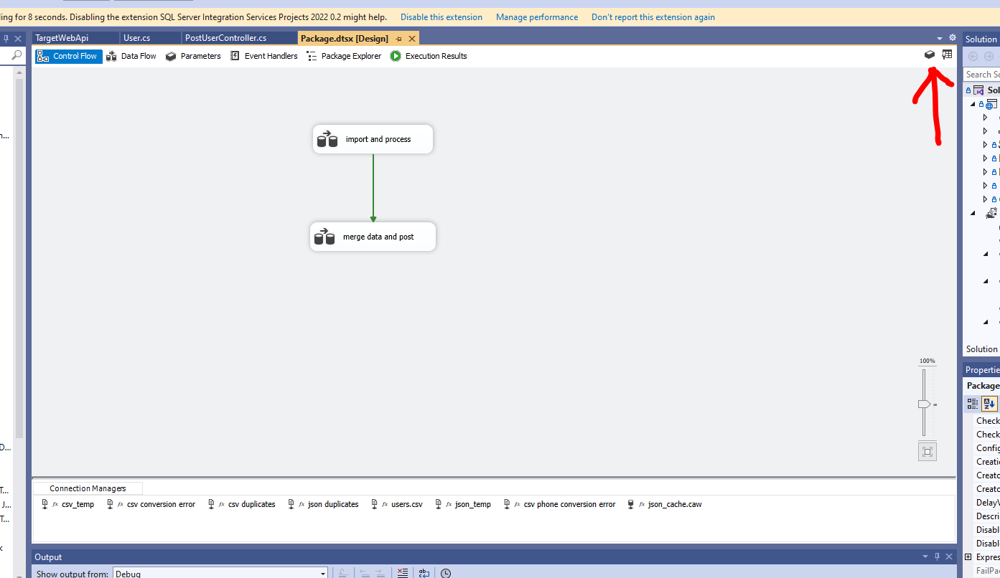 ling for 8 seconds. Disabling the extension SQL Server Integration Services Projects 2022 0.2 might help. Disable this extension Manage performance Don't report this extension again
TargetWebApi User.cs PostUserController.cs Package.dtsx [Design]
Solution
Control Flow Data Flow Parameters Event Handlers Package Explorer Execution Results
Search So
Sol
import and process
merge data and post
100%
Solution
Propertie
Package
Check
Check
Config
Creatio
Creato
Creato
DelayV
Descri
Disable
Disable
Expres
FailPac
Connection Managers
csv_temp csv conversion error csv duplicates json duplicates users.csv json_temp csv phone conversion error json_cache.caw
Output
Show output from: Debug